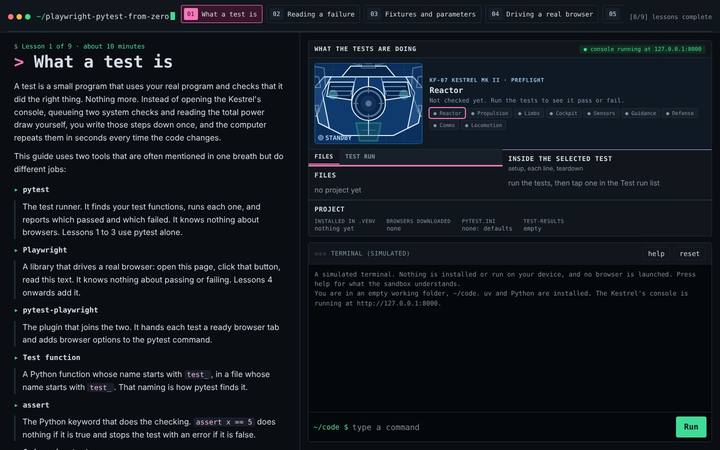 ~/playwright-pytest-from-zero
01 What a test is
02 Reading a failure
03 Fixtures and parameters
04 Driving a real browser
05
[0/9] lessons complete
$ Lesson 1 of 9 · about 10 minutes
> What a test is
A test is a small program that uses your real program and checks that it
did the right thing. Nothing more. Instead of opening the Kestrel's
console, queueing two system checks and reading the total power
draw yourself, you write those steps down once, and the computer
repeats them in seconds every time the code changes.
This guide uses two tools that are often mentioned in one breath but do
different jobs:
▸ pytest
The test runner. It finds your test functions, runs each one, and
reports which passed and which failed. It knows nothing about
browsers. Lessons 1 to 3 use pytest alone.
▸ Playwright
A library that drives a real browser: open this page, click that button,
read this text. It knows nothing about passing or failing. Lessons 4
onwards add it.
▸ pytest-playwright
The plugin that joins the two. It hands each test a ready browser tab
and adds browser options to the pytest command.
▸ Test function
A Python function whose name starts with test_, in a file whose
name starts with test_. That naming is how pytest finds it.
▸ assert
The Python keyword that does the checking. assert x == 5 does
nothing if it is true and stops the test with an error if it is false.
WHAT THE TESTS ARE DOING
● console running at 127.0.0.1:8000
STANDBY
KF-07 KESTREL MK II · PREFLIGHT
Reactor
Not checked yet. Run the tests to see it pass or fail.
● Reactor
● Propulsion
● Limbs
● Cockpit
● Sensors
● Guidance
● Defense
● Comms
● Locomotion
FILES
TEST RUN
FILES
no project yet
INSIDE THE SELECTED TEST
setup, each line, teardown
run the tests, then tap one in the Test run list
PROJECT
INSTALLED IN .VENV
nothing yet
BROWSERS DOWNLOADED
none
PYTEST.INI
none: defaults
TEST-RESULTS
empty
TERMINAL (SIMULATED)
help
reset
A simulated terminal. Nothing is installed or run on your device, and no browser is launched. Press
help for what the sandbox understands.
You are in an empty working folder, ~/code. uv and Python are installed. The Kestrel's console is
running at http://127.0.0.1:8000.
~/code $ type a command
Run